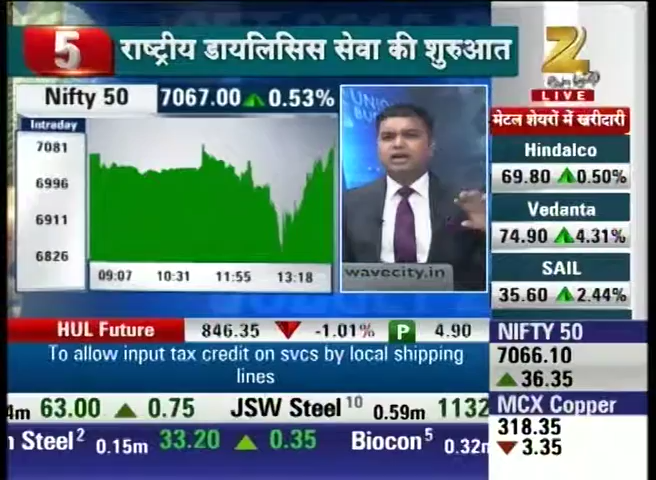 5 राष्ट्रीय डायलिसिस सेवा की शुरुआत
LIVE
Nifty 50 7067.00 0.53%
Intraday
7081
6996
6911
6826
09:07 10:31 11:55 13:18
UNION
wavecity.in
मेटल शेयरों में खरीदारी
Hindalco
69.80 0.50%
Vedanta
74.90 4.31%
SAIL
35.60 2.44%
HUL Future 846.35 -1.01% P 4.90
To allow input tax credit on svcs by local shipping
lines
NIFTY 50
7066.10
36.35
MCX Copper
318.35
3.35
4m 63.00 0.75 JSW Steel 10 0.59m 1132
Steel 2 0.15m 33.20 0.35 Biocon 5 0.32m